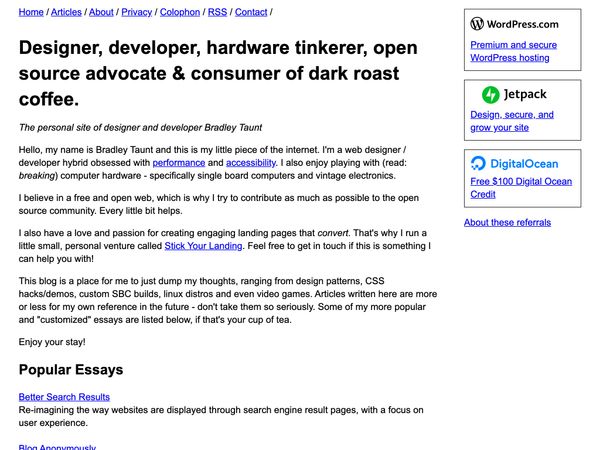 Home / Articles / About / Privacy / Colophon / RSS / Contact /
Designer, developer, hardware tinkerer, open
source advocate & consumer of dark roast
coffee.
The personal site of designer and developer Bradley Taunt
Hello, my name is Bradley Taunt and this is my little piece of the internet. I'm a web designer /
developer hybrid obsessed with performance and accessibility. I also enjoy playing with (read:
breaking) computer hardware - specifically single board computers and vintage electronics.
I believe in a free and open web, which is why I try to contribute as much as possible to the open
source community. Every little bit helps.
I also have a love and passion for creating engaging landing pages that convert. That's why I run a
little small, personal venture called Stick Your Landing. Feel free to get in touch if this is something I
can help you with!
This blog is a place for me to just dump my thoughts, ranging from design patterns, CSS
hacks/demos, custom SBC builds, linux distros and even video games. Articles written here are more
or less for my own reference in the future - don't take them so seriously. Some of my more popular
and "customized" essays are listed below, if that's your cup of tea.
Enjoy your stay!
Popular Essays
Better Search Results
Re-imagining the way websites are displayed through search engine result pages, with a focus on
user experience.
Blog Anonymously
WordPress.com
Premium and secure
WordPress hosting
Jetpack
Design, secure, and
grow your site
DigitalOcean
Free $100 Digital Ocean
Credit
About these referrals